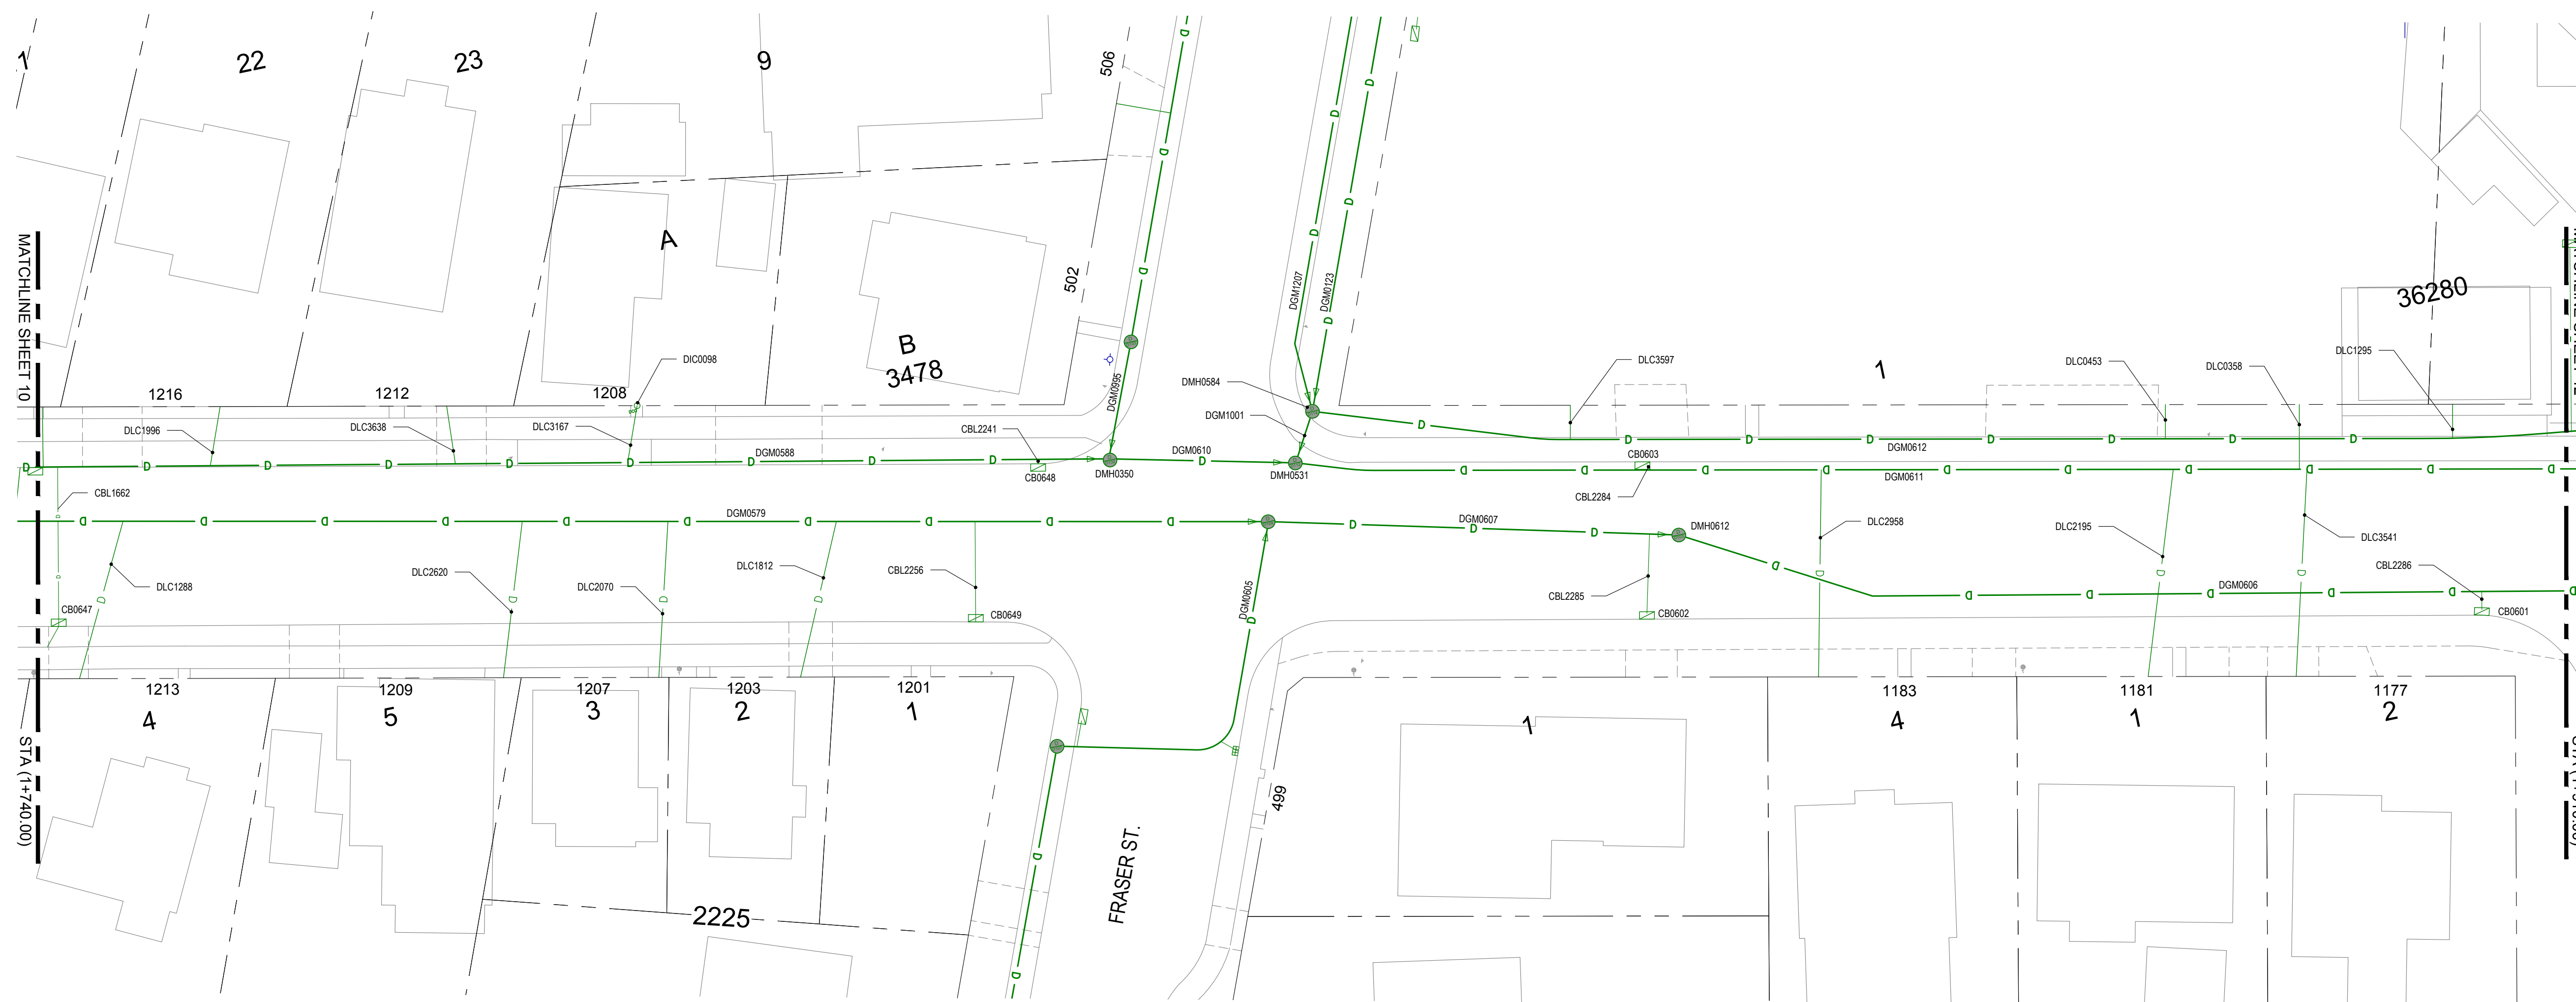 1
22
23
9
506
A
502
DGM1207
DGM0123
36280
B
3478
MATCHLINE SHEET 10
DIC0098
DLC3597
1
DLC0453
DLC0358
DLC1295
DMH0584
1216
1212
1208
DGM0995
DGM1001
DLC1996
DLC3638
DLC3167
CBL2241
DGM0588
DGM0610
DGM0612
CB0603
CB0648
DMH0350
DMH0531
DGM0611
CBL1662
CBL2284
DGM0579
DGM0607
DMH0612
DLC2958
DLC2195
DLC3541
DLC1288
DLC2620
DLC2070
DLC1812
CBL2256
DGM0605
CBL2285
DGM0606
CBL2286
CB0647
CB0649
CB0602
CB0601
1213
1209
1207
1203
1201
1183
1181
1177
4
5
3
2
1
1
4
1
2
STA (1+740.00)
499
FRASER ST.
2225